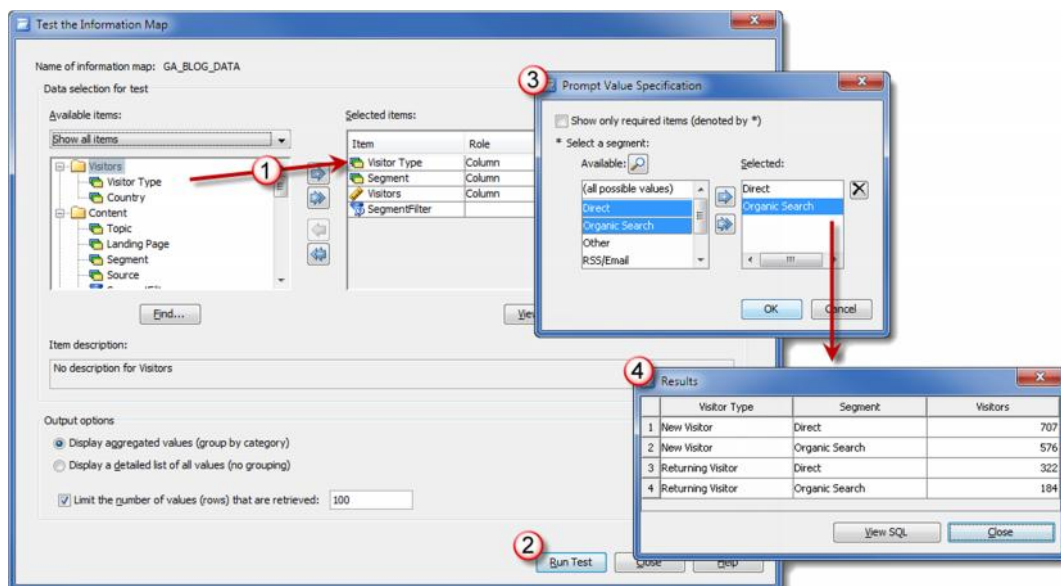 Test the Information Map
Name of information map: GA_BLOG_DATA
Data selection for test
Available items:
Show all items
Visitors
Visitor Type
Country
Content
Topic
Landing Page
Segment
Source
Find...
Selected items:
Item Role
Visitor Type Column
Segment Column
Visitors Column
SegmentFilter
Item description:
No description for Visitors
Output options
Display aggregated values (group by category)
Display a detailed list of all values (no grouping)
Limit the number of values (rows) that are retrieved: 100
1
2
Run Test
Close
Help
3
Prompt Value Specification
Show only required items (denoted by *)
* Select a segment:
Available:
(all possible values)
Direct
Organic Search
Other
RSS/Email
Selected:
Direct
Organic Search
OK
Cancel
4
Results
Visitor Type Segment Visitors
1 New Visitor Direct 707
2 New Visitor Organic Search 576
3 Returning Visitor Direct 322
4 Returning Visitor Organic Search 184
View SQL
Close